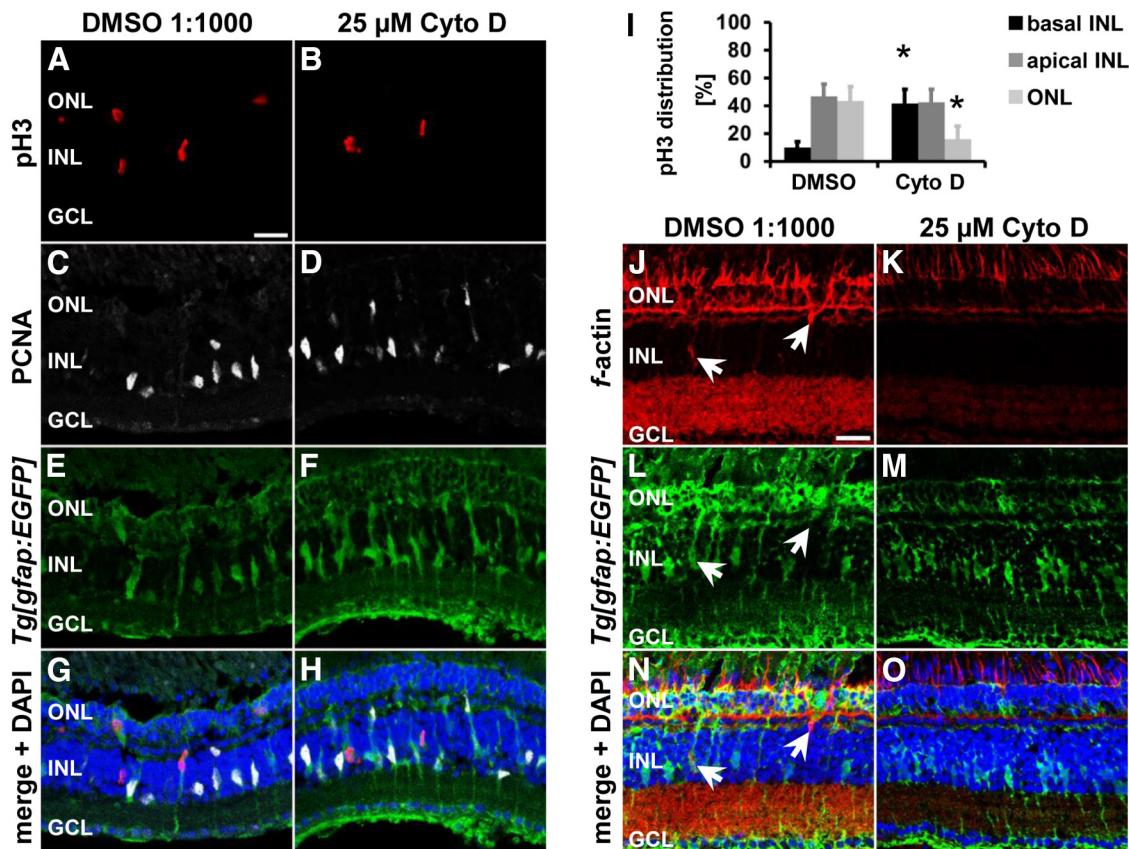 DMSO 1:1000
25 µM Cyto D
A
B
ONL
INL
GCL
pH3
C
D
ONL
INL
GCL
PCNA
E
F
ONL
INL
GCL
Tg[gfap:EGFP]
G
H
ONL
INL
GCL
merge + DAPI
I
pH3 distribution
[%]
100
80
60
40
20
0
*
*
DMSO
Cyto D
basal INL
apical INL
ONL
DMSO 1:1000
25 µM Cyto D
J
K
ONL
INL
GCL
f-actin
L
M
ONL
INL
GCL
Tg[gfap:EGFP]
N
O
ONL
INL
GCL
merge + DAPI